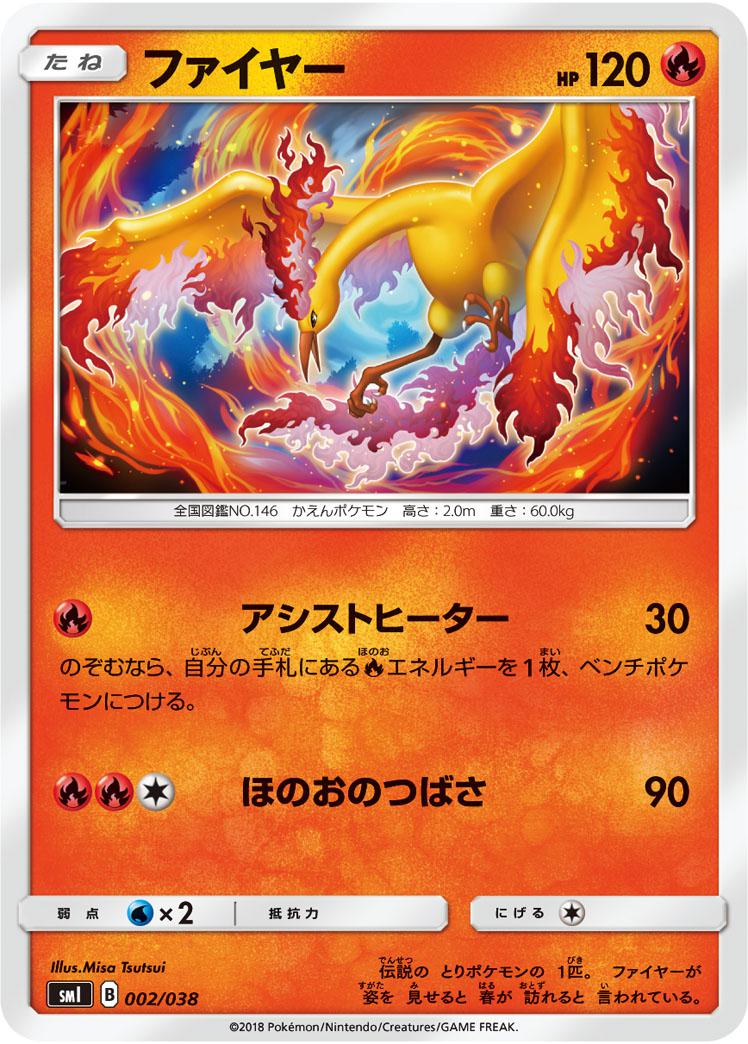 たね ファイヤー HP 120
全国図鑑NO.146 かえんポケモン 高さ：2.0m 重さ：60.0kg
アシストヒーター 30
のぞむなら、自分の手札にあるエネルギーを1枚、ベンチポケ
モンにつける。
ほのおのつばさ 90
弱点 ×2 抵抗力 にげる
Illus.Misa Tsutsui
伝説の とりポケモンの 1匹。 ファイヤーが
姿を 見せると 春が 訪れると 言われている。
SMI B 002/038
©2018 Pokémon/Nintendo/Creatures/GAME FREAK.